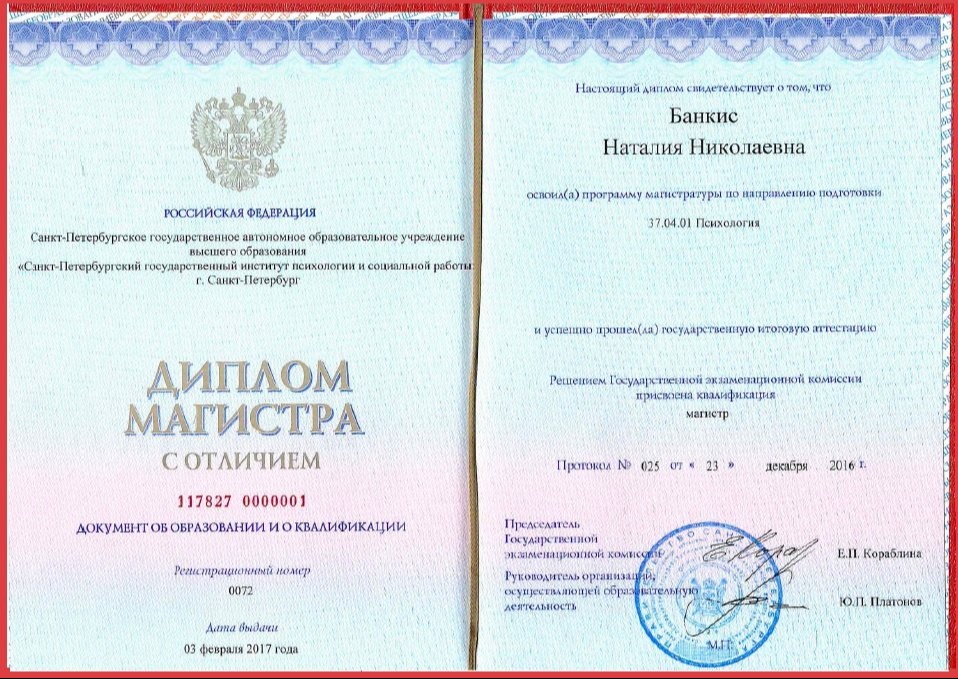 РОССИЙСКАЯ ФЕДЕРАЦИЯ
Санкт-Петербургское государственное автономное образовательное учреждение
высшего образования
«Санкт-Петербургский государственный институт психологии и социальной работы
г. Санкт-Петербург
ДИПЛОМ
МАГИСТРА
С ОТЛИЧИЕМ
117827 0000001
ДОКУМЕНТ ОБ ОБРАЗОВАНИИ И О КВАЛИФИКАЦИИ
Регистрационный номер
0072
Дата выдачи
03 февраля 2017 года
Настоящий диплом свидетельствует о том, что
Банкис
Наталия Николаевна
освоил(а) программу магистратуры по направлению подготовки
37.04.01 Психология
и успешно прошел(ла) государственную итоговую аттестацию
Решением Государственной экзаменационной комиссии
присвоена квалификация
магистр
Протокол № 025 от « 23 » декабря 2016 г.
Председатель
Государственной
экзаменационной комиссии
Е.П. Кораблина
Руководитель организации,
осуществляющей образовательную
деятельность
Ю.П. Платонов
М.П.